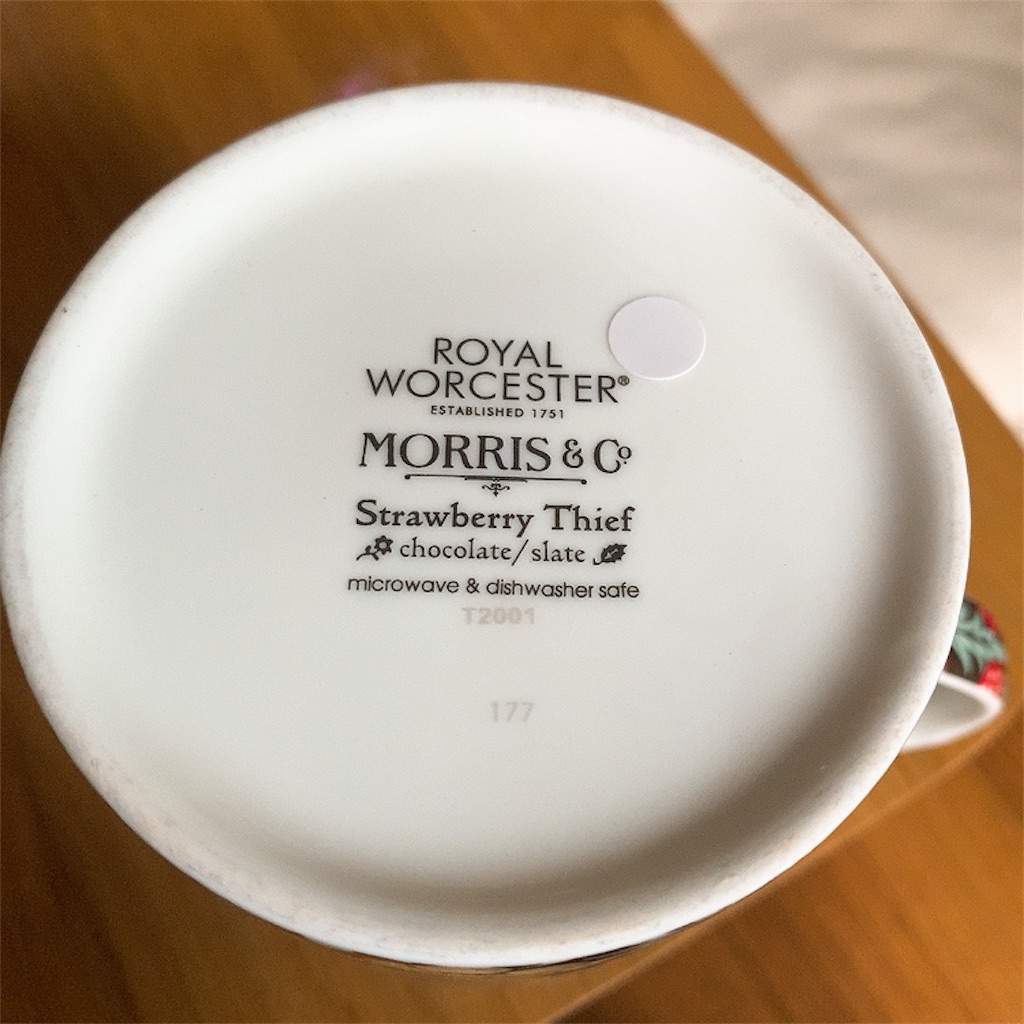 ROYAL
WORCESTER®
ESTABLISHED 1751
MORRIS & Co
Strawberry Thief
chocolate/slate
microwave & dishwasher safe
T2001
177